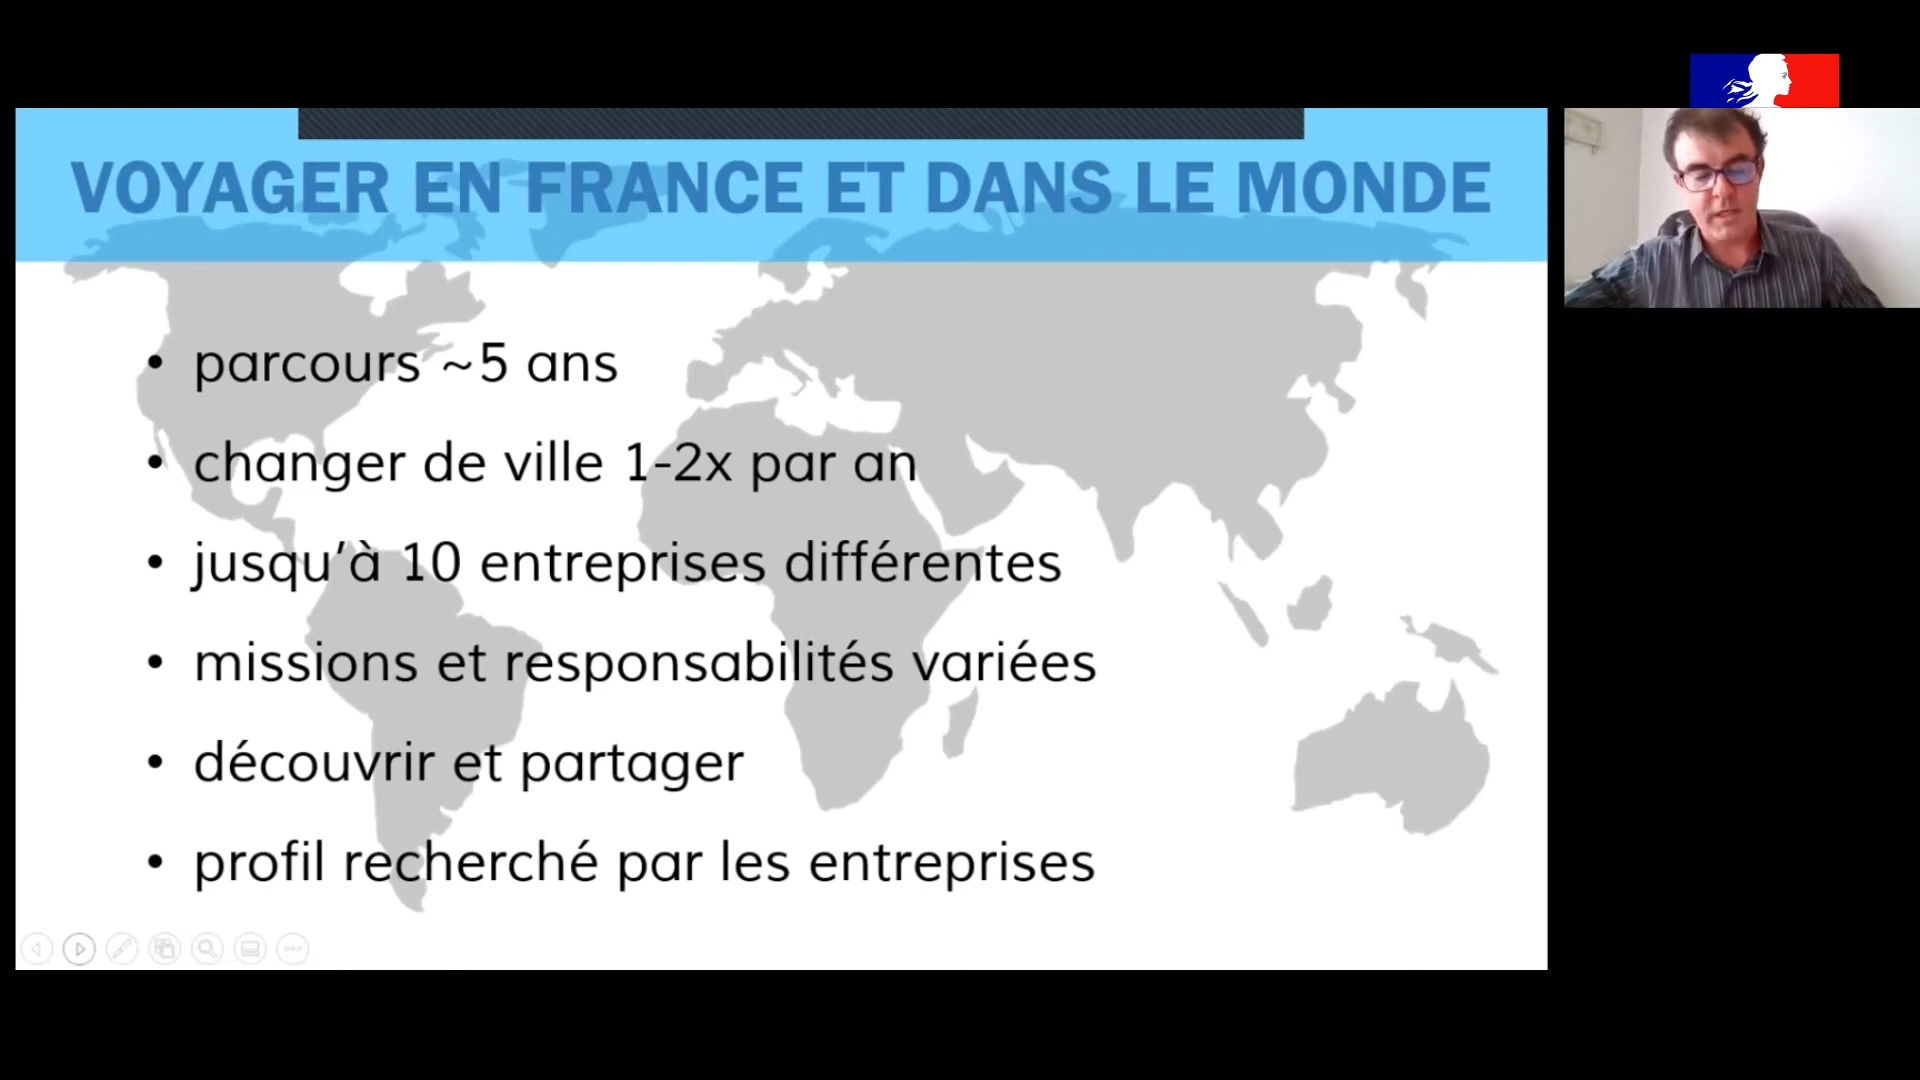 VOYAGER EN FRANCE ET DANS LE MONDE
• parcours ~5 ans
• changer de ville 1-2x par an
• jusqu’à 10 entreprises différentes
• missions et responsabilités variées
• découvrir et partager
• profil recherché par les entreprises